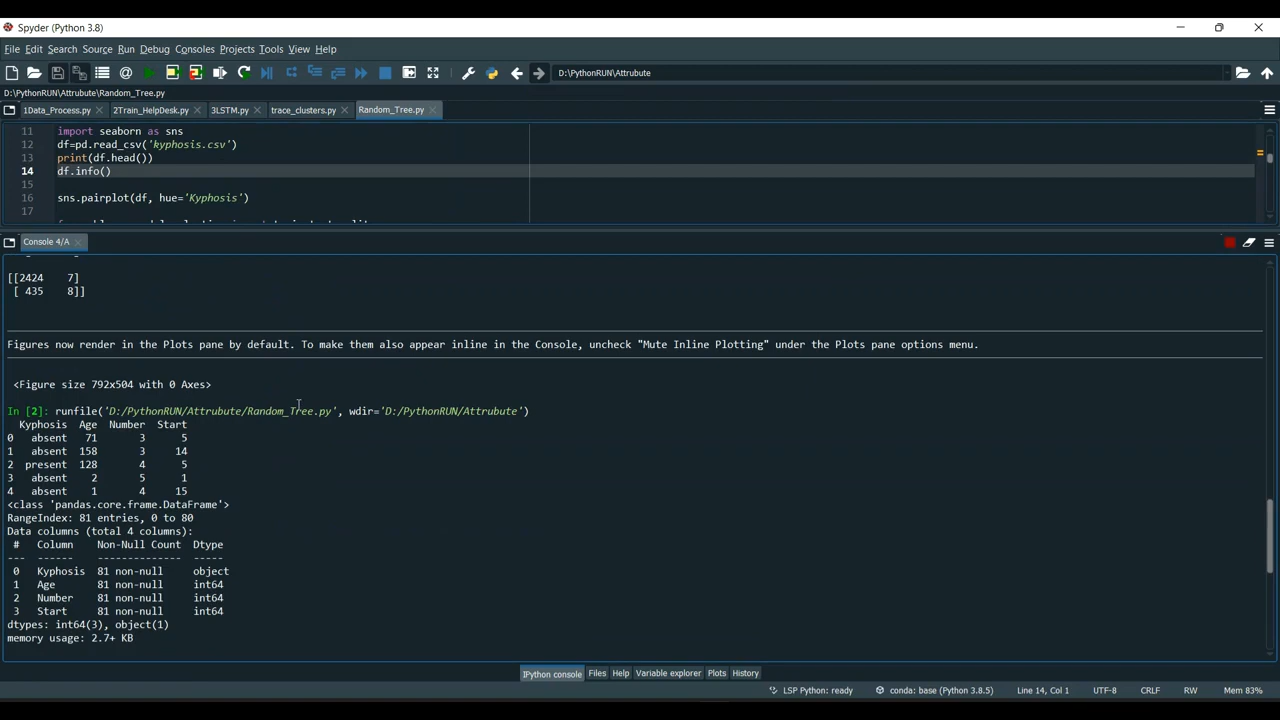 Spyder (Python 3.8)
File Edit Search Source Run Debug Consoles Projects Tools View Help
D:\PythonRUN\Attrubute
D:\PythonRUN\Attrubute\Random_Tree.py
1Data_Process.py 2Train_HelpDesk.py 3LSTM.py trace_clusters.py Random_Tree.py
11 import seaborn as sns
12 df=pd.read_csv('kyphosis.csv')
13 print(df.head())
14 df.info()
15
16 sns.pairplot(df, hue='Kyphosis')
17
Console 4/A
[[2424 7]
[ 435 8]]
Figures now render in the Plots pane by default. To make them also appear inline in the Console, uncheck "Mute Inline Plotting" under the Plots pane options menu.
<Figure size 792x504 with 0 Axes>
In [2]: runfile('D:/PythonRUN/Attrubute/Random_Tree.py', wdir='D:/PythonRUN/Attrubute')
Kyphosis Age Number Start
0 absent 71 3 5
1 absent 158 3 14
2 present 128 4 5
3 absent 2 5 1
4 absent 1 4 15
<class 'pandas.core.frame.DataFrame'>
RangeIndex: 81 entries, 0 to 80
Data columns (total 4 columns):
# Column Non-Null Count Dtype
--- ------ -------------- -----
0 Kyphosis 81 non-null object
1 Age 81 non-null int64
2 Number 81 non-null int64
3 Start 81 non-null int64
dtypes: int64(3), object(1)
memory usage: 2.7+ KB
IPython console Files Help Variable explorer Plots History
LSP Python: ready conda: base (Python 3.8.5) Line 14, Col 1 UTF-8 CRLF RW Mem 83%